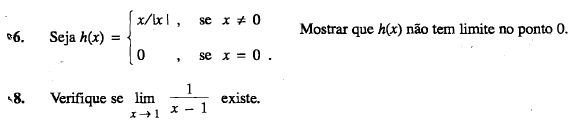 6. Seja h(x) = { x/|x| , se x ≠ 0
0 , se x = 0 .
Mostrar que h(x) não tem limite no ponto 0.
8. Verifique se lim x→1 1/(x − 1) existe.